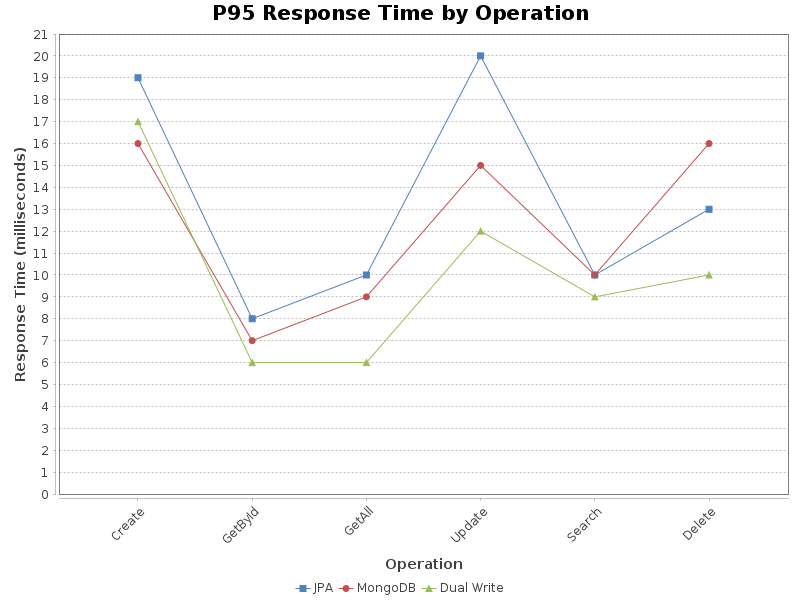 P95 Response Time by Operation
21
20
19
18
17
16
15
14
13
12
11
10
9
8
7
6
5
4
3
2
1
0
Response Time (milliseconds)
Create
GetById
GetAll
Update
Search
Delete
Operation
JPA MongoDB Dual Write